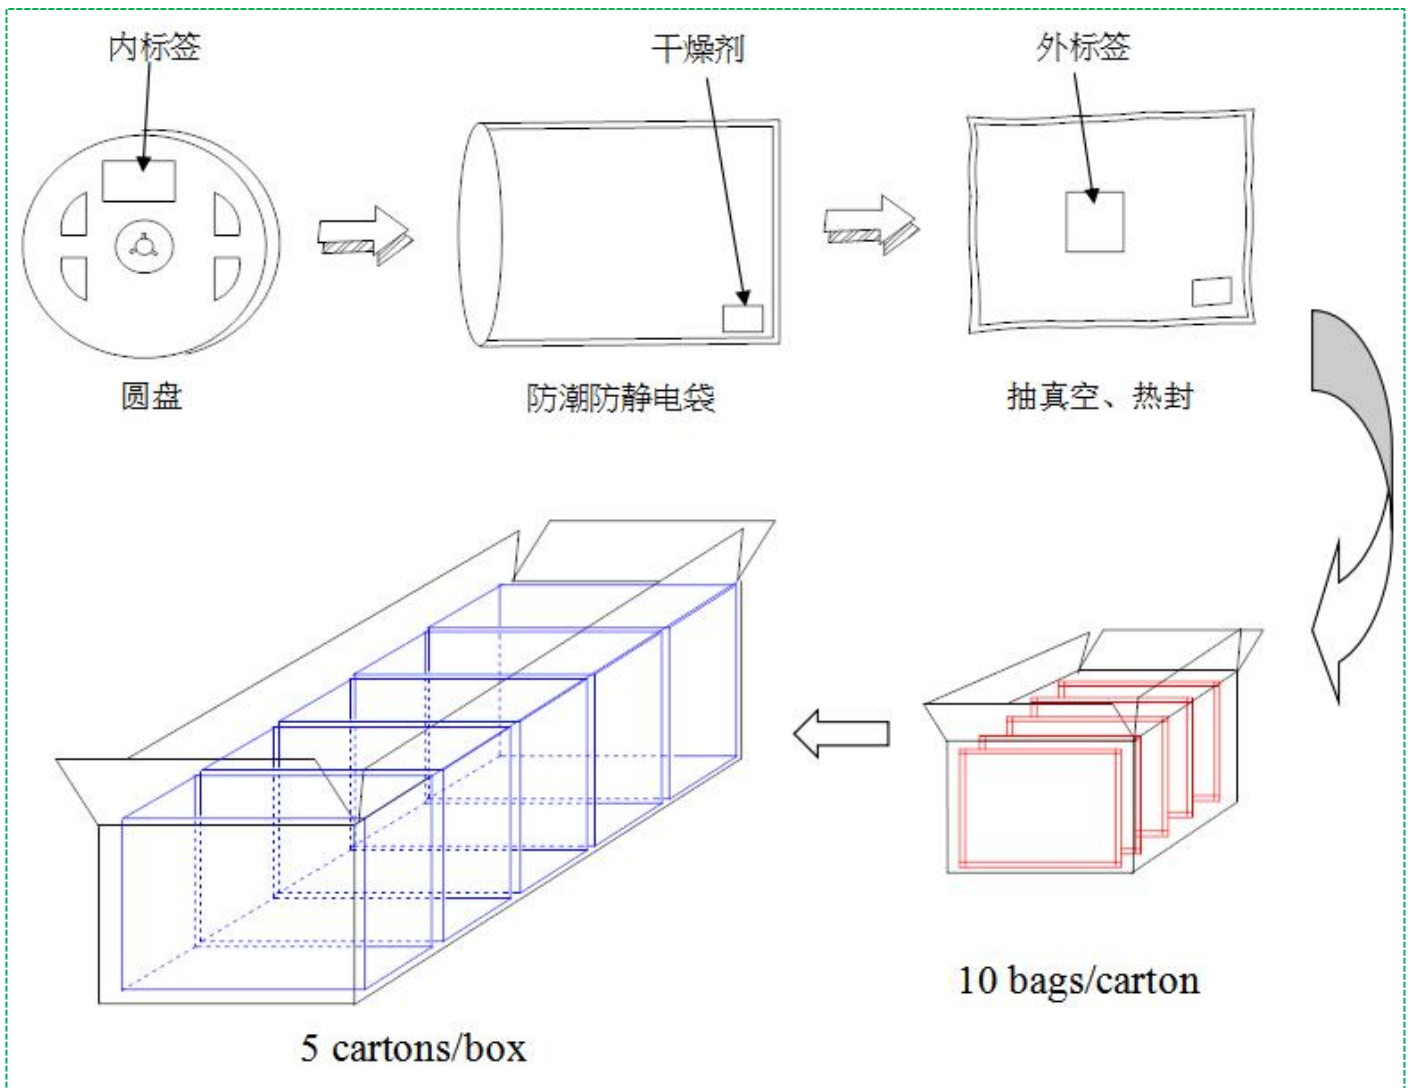 内标签
干燥剂
外标签
圆盘
防潮防静电袋
抽真空、热封
10 bags/carton
5 cartons/box